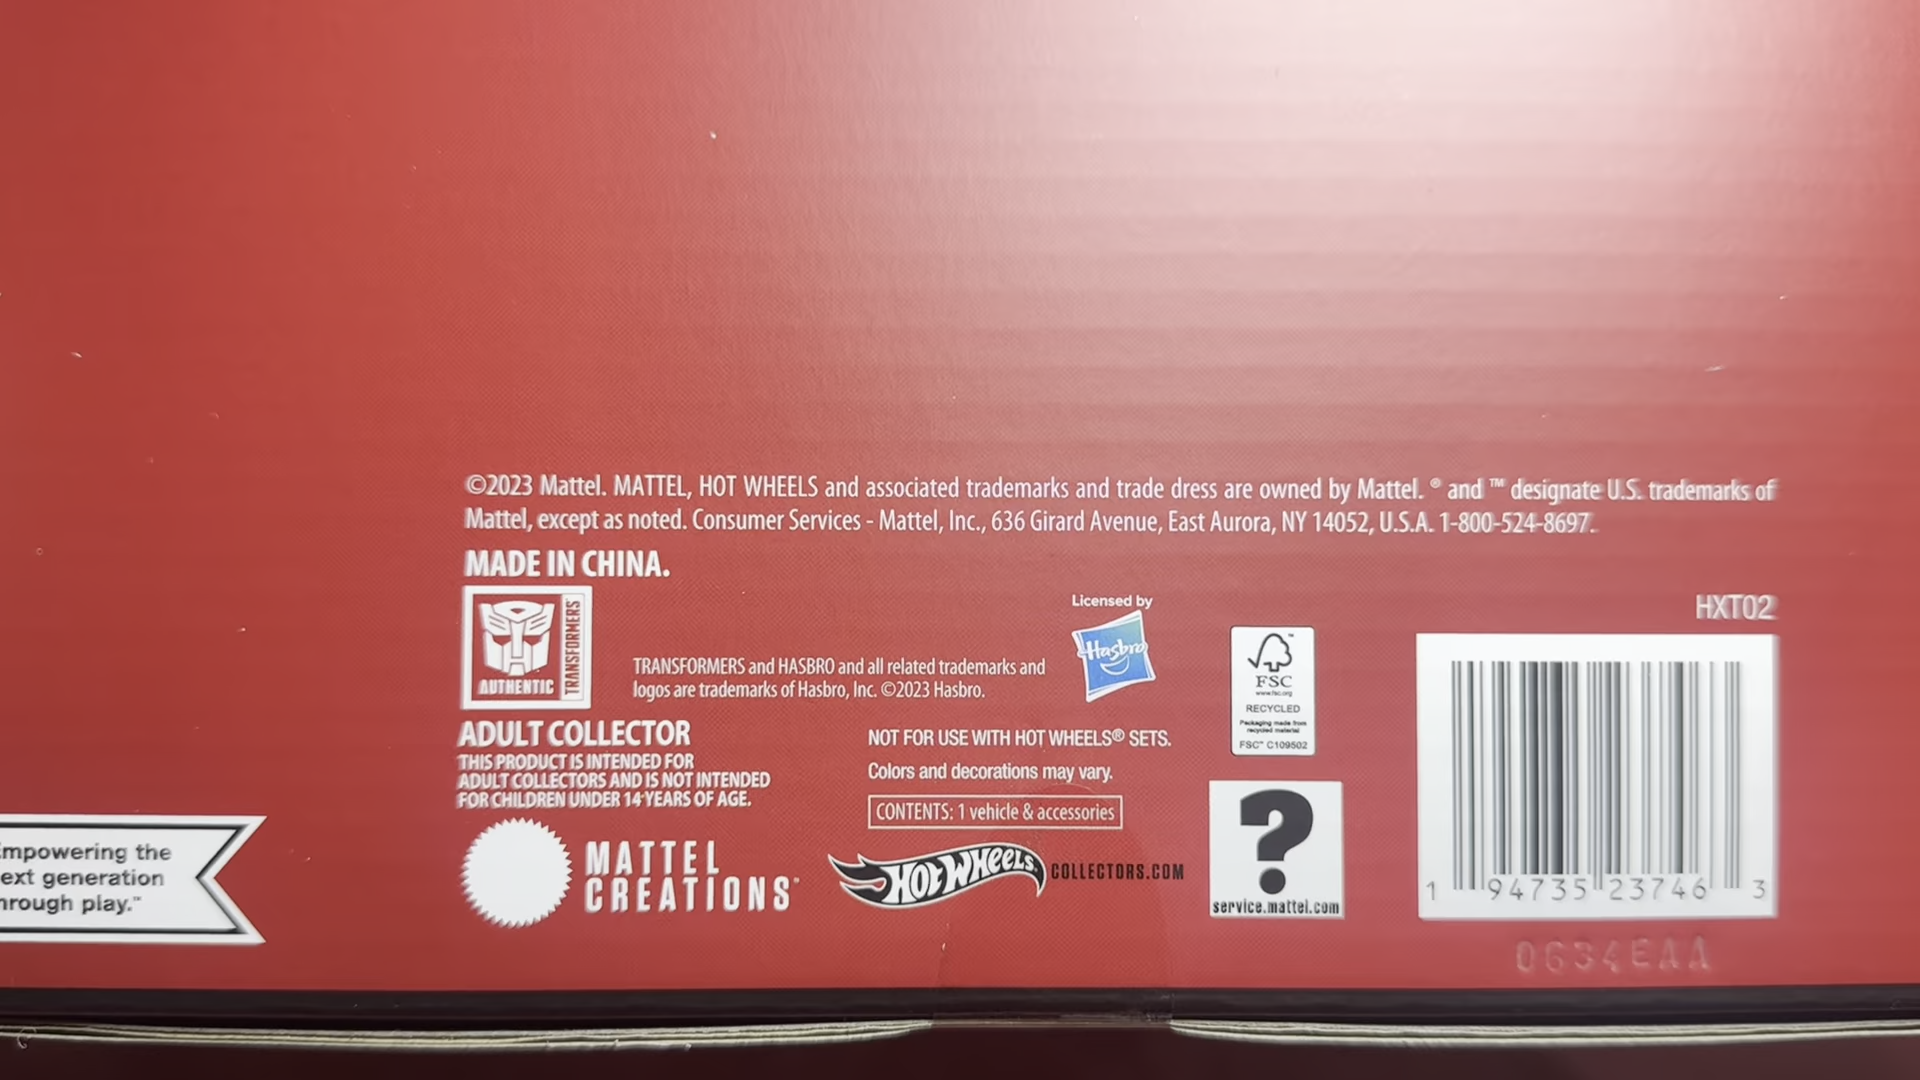 ©2023 Mattel. MATTEL, HOT WHEELS and associated trademarks and trade dress are owned by Mattel. ® and ™ designate U.S. trademarks of
Mattel, except as noted. Consumer Services - Mattel, Inc., 636 Girard Avenue, East Aurora, NY 14052, U.S.A. 1-800-524-8697.
MADE IN CHINA.
AUTHENTIC
TRANSFORMERS
TRANSFORMERS and HASBRO and all related trademarks and
logos are trademarks of Hasbro, Inc. ©2023 Hasbro.
Licensed by
Hasbro
FSC™
www.fsc.org
RECYCLED
Packaging made from
recycled material
FSC™ C109502
HXT02
ADULT COLLECTOR
THIS PRODUCT IS INTENDED FOR
ADULT COLLECTORS AND IS NOT INTENDED
FOR CHILDREN UNDER 14 YEARS OF AGE.
NOT FOR USE WITH HOT WHEELS® SETS.
Colors and decorations may vary.
CONTENTS: 1 vehicle & accessories
mpowering the
ext generation
hrough play.™
MATTEL
CREATIONS
HOT WHEELS COLLECTORS.COM
?
service.mattel.com
1 94735 23746 3
0634EAA